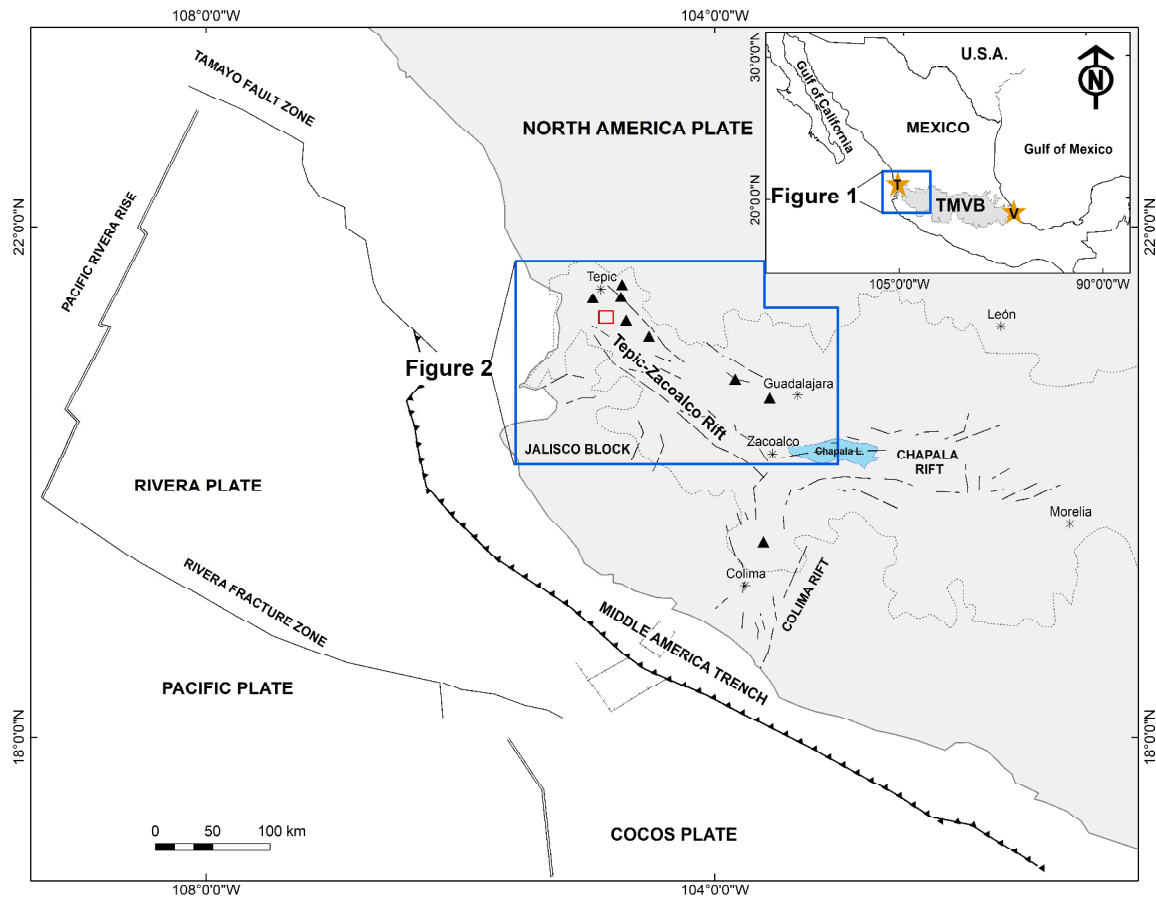 108°0'0"W
104°0'0"W
TAMAYO FAULT ZONE
NORTH AMERICA PLATE
U.S.A.
N
30°0'0"N
Gulf of California
MEXICO
Gulf of Mexico
Figure 1
T
TMVB
V
20°0'0"N
105°0'0"W
90°0'0"W
22°0'0"N
22°0'0"N
PACIFIC RIVERA RISE
Tepic
León
Figure 2
Tepic-Zacoalco Rift
Guadalajara
JALISCO BLOCK
Zacoalco
Chapala L.
CHAPALA
RIFT
RIVERA PLATE
Morelia
RIVERA FRACTURE ZONE
Colima
COLIMA RIFT
MIDDLE AMERICA TRENCH
PACIFIC PLATE
18°0'0"N
18°0'0"N
COCOS PLATE
0 50 100 km
108°0'0"W
104°0'0"W